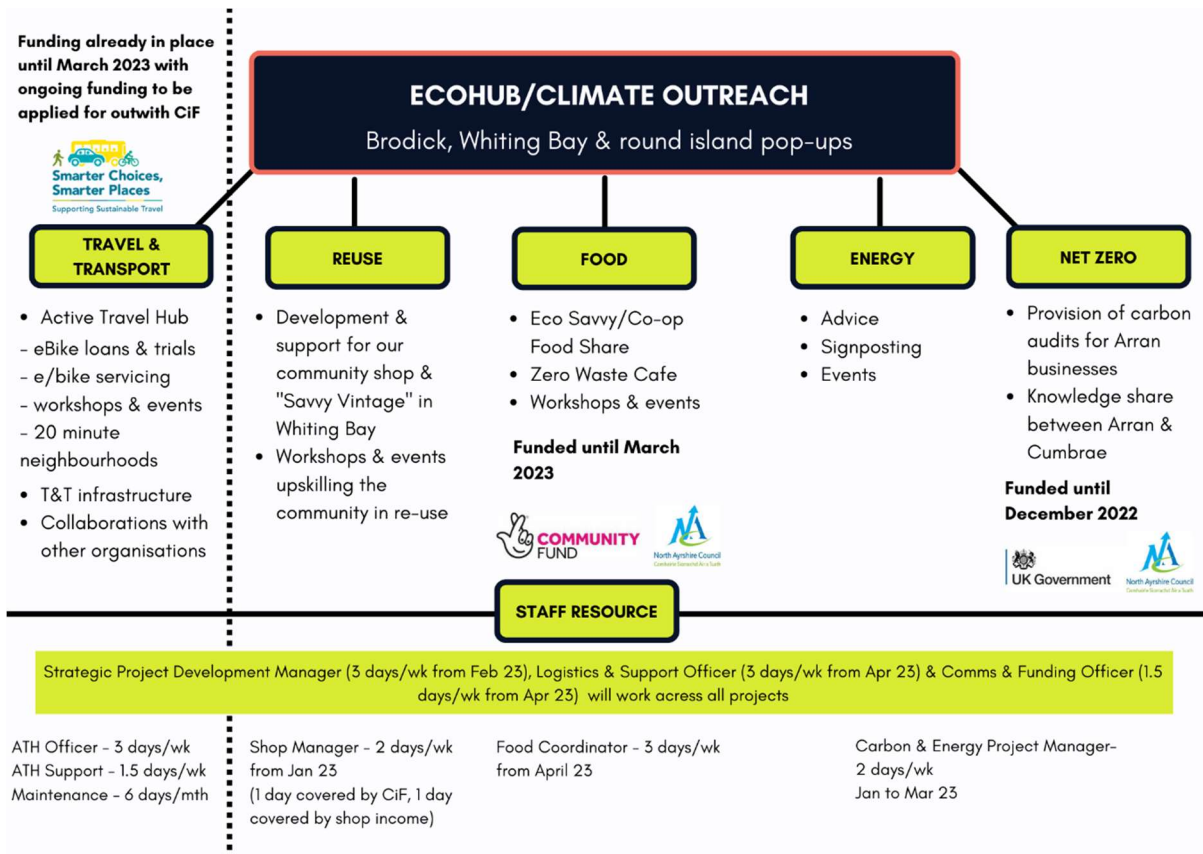 Funding already in place
until March 2023 with
ongoing funding to be
applied for outwith CiF
Smarter Choices,
Smarter Places
Supporting Sustainable Travel
ECOHUB/CLIMATE OUTREACH
Brodick, Whiting Bay & round island pop-ups
TRAVEL &
TRANSPORT
• Active Travel Hub
- eBike loans & trials
- e/bike servicing
- workshops & events
- 20 minute
neighbourhoods
• T&T infrastructure
• Collaborations with
other organisations
REUSE
• Development &
support for our
community shop &
"Savvy Vintage" in
Whiting Bay
• Workshops & events
upskilling the
community in re-use
FOOD
• Eco Savvy/Co-op
Food Share
• Zero Waste Cafe
• Workshops & events
Funded until March
2023
COMMUNITY
FUND
NA
North Ayrshire Council
ENERGY
• Advice
• Signposting
• Events
NET ZERO
• Provision of carbon
audits for Arran
businesses
• Knowledge share
between Arran &
Cumbrae
Funded until
December 2022
UK Government
NA
North Ayrshire Council
STAFF RESOURCE
Strategic Project Development Manager (3 days/wk from Feb 23), Logistics & Support Officer (3 days/wk from Apr 23) & Comms & Funding Officer (1.5
days/wk from Apr 23) will work across all projects
ATH Officer - 3 days/wk
ATH Support - 1.5 days/wk
Maintenance - 6 days/mth
Shop Manager - 2 days/wk
from Jan 23
(1 day covered by CiF, 1 day
covered by shop income)
Food Coordinator - 3 days/wk
from April 23
Carbon & Energy Project Manager-
2 days/wk
Jan to Mar 23